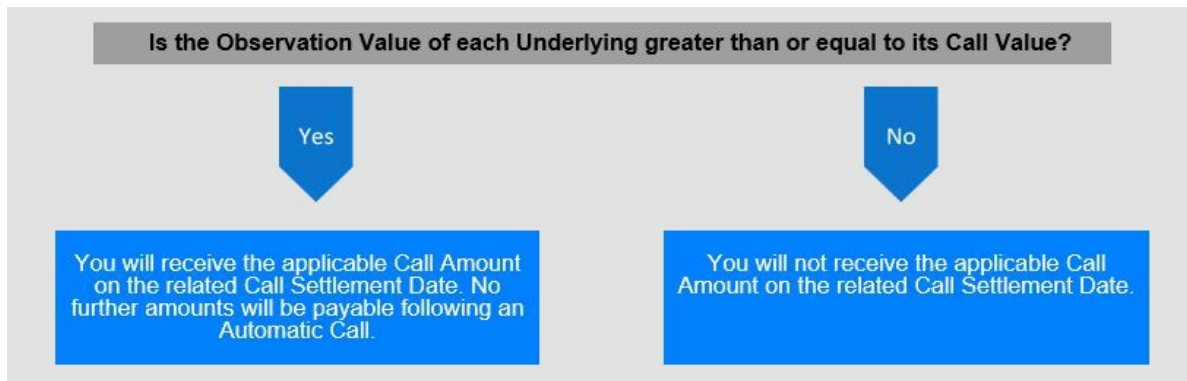 Is the Observation Value of each Underlying greater than or equal to its Call Value?
Yes
No
You will receive the applicable Call Amount
on the related Call Settlement Date. No
further amounts will be payable following an
Automatic Call.
You will not receive the applicable Call
Amount on the related Call Settlement Date.